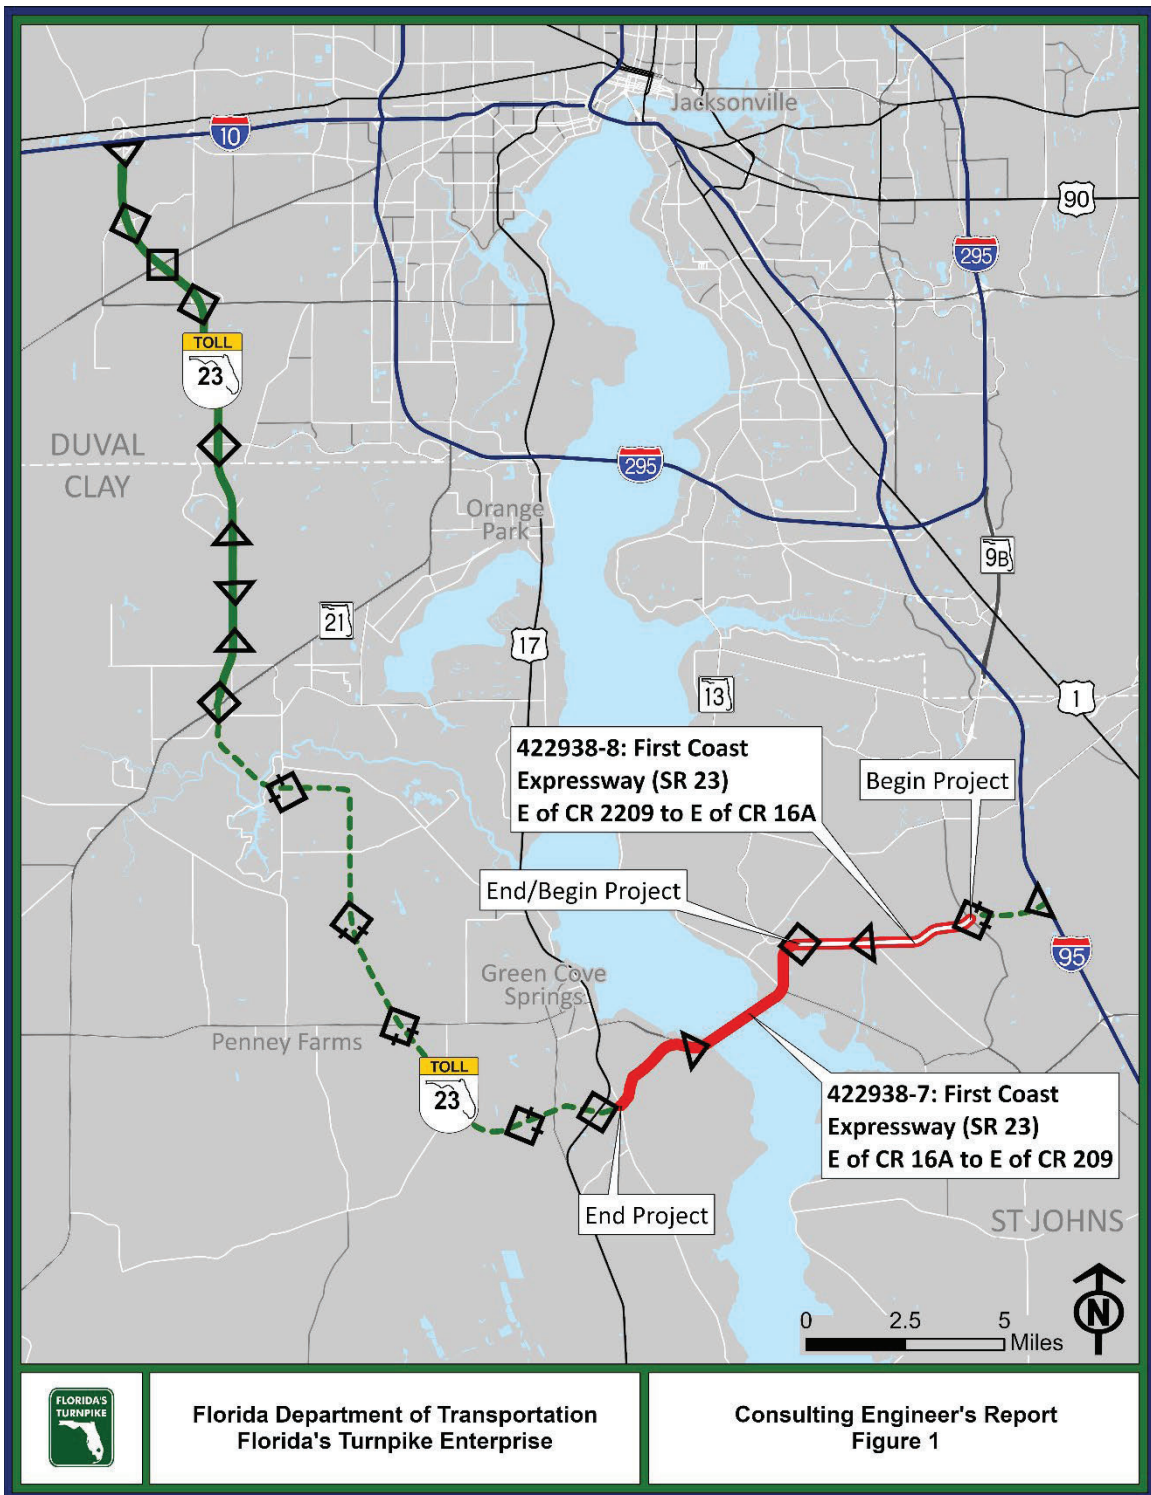 Jacksonville
10
90
295
TOLL
23
DUVAL
CLAY
295
Orange
Park
9B
21
17
13
1
422938-8: First Coast
Expressway (SR 23)
E of CR 2209 to E of CR 16A
Begin Project
End/Begin Project
95
Green Cove
Springs
Penney Farms
TOLL
23
422938-7: First Coast
Expressway (SR 23)
E of CR 16A to E of CR 209
End Project
ST JOHNS
N
0 2.5 5
Miles
FLORIDA'S
TURNPIKE
Florida Department of Transportation
Florida's Turnpike Enterprise
Consulting Engineer's Report
Figure 1